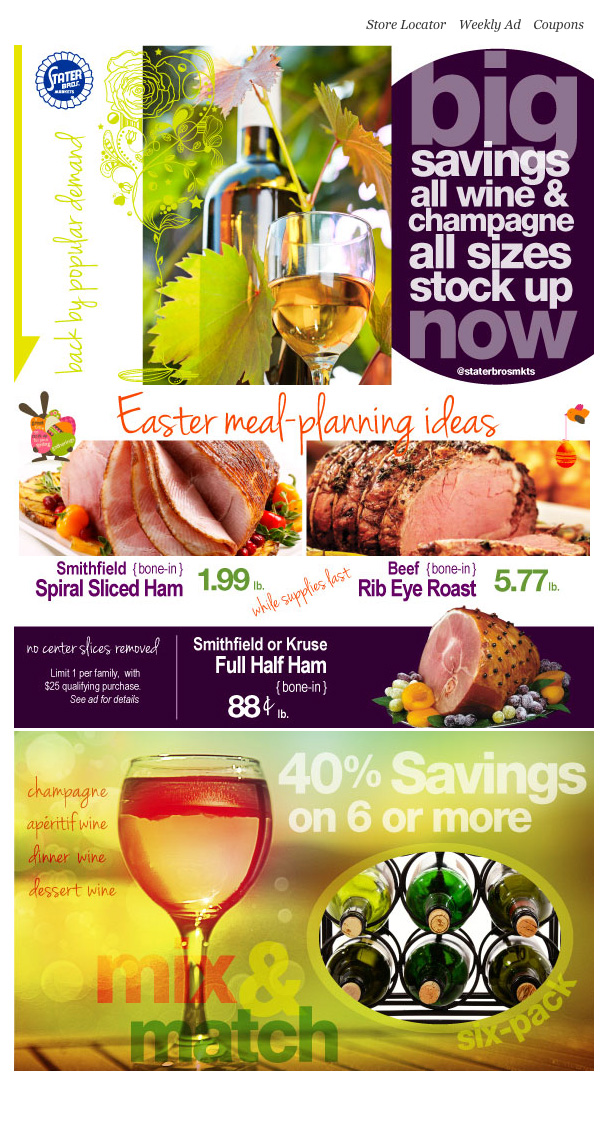 Store Locator Weekly Ad Coupons
STATER
BROS.
MARKETS
back by popular demand
big
savings
all wine &
champagne
all sizes
stock up
now
@staterbrosmkts
Easter meal-planning ideas
Smithfield {bone-in}
Spiral Sliced Ham
1.99 lb.
while supplies last
Beef {bone-in}
Rib Eye Roast
5.77 lb.
no center slices removed
Limit 1 per family, with
$25 qualifying purchase.
See ad for details
Smithfield or Kruse
Full Half Ham
{bone-in}
88¢ lb.
40% Savings
on 6 or more
champagne
apéritif wine
dinner wine
dessert wine
mix &
match
six-pack